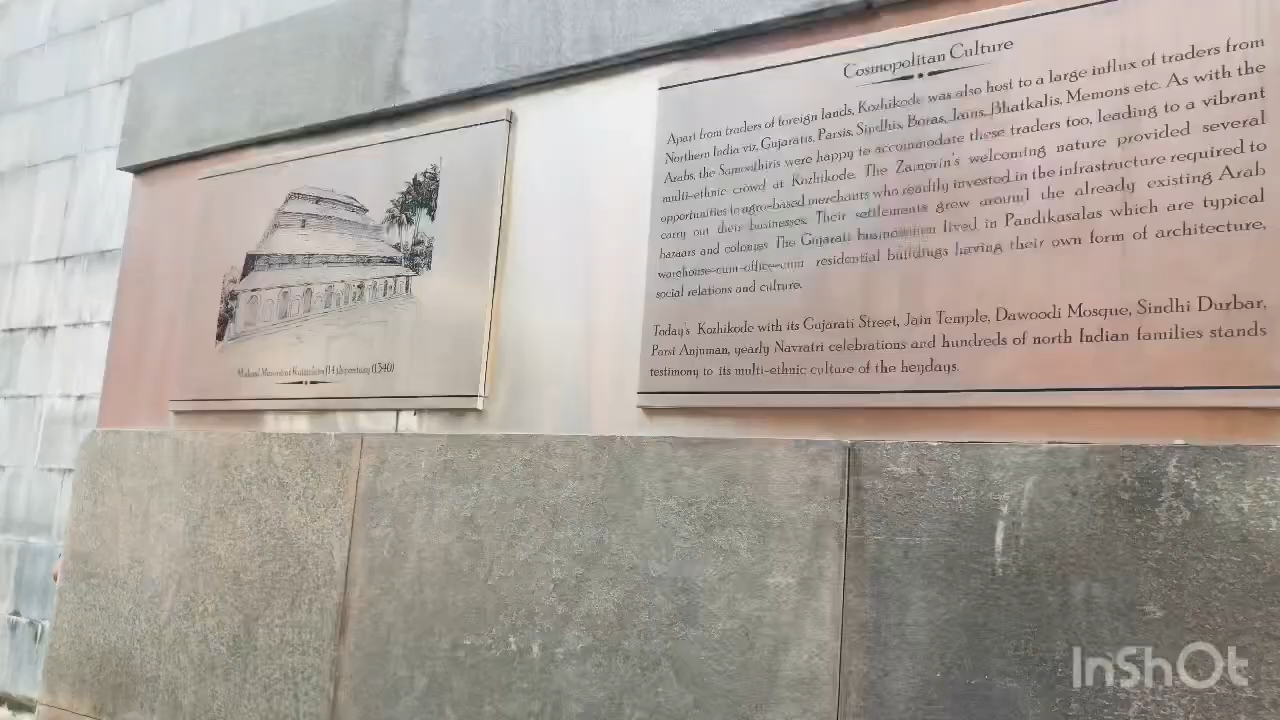 Cosmopolitan Culture
Apart from traders of foreign lands, Kozhikode was also host to a large influx of traders from
Northern India viz, Gujaratis, Parsis, Sindhis, Boras, Jains, Bhatkalis, Memons etc. As with the
Arabs, the Samoothiris were happy to accommodate these traders too, leading to a vibrant
multi-ethnic crowd at Kozhikode. The Zamorin's welcoming nature provided several
opportunities to agro-based merchants who readily invested in the infrastructure required to
carry out their businesses. Their settlements grew around the already existing Arab
bazaars and colonies. The Gujarati businessmen lived in Pandikasalas which are typical
warehouse-cum-office-cum residential buildings having their own form of architecture,
social relations and culture.
Today's Kozhikode with its Gujarati Street, Jain Temple, Dawoodi Mosque, Sindhi Durbar,
Parsi Anjuman, yearly Navratri celebrations and hundreds of north Indian families stands
testimony to its multi-ethnic culture of the heydays.
(14th century (1340)
InShOt